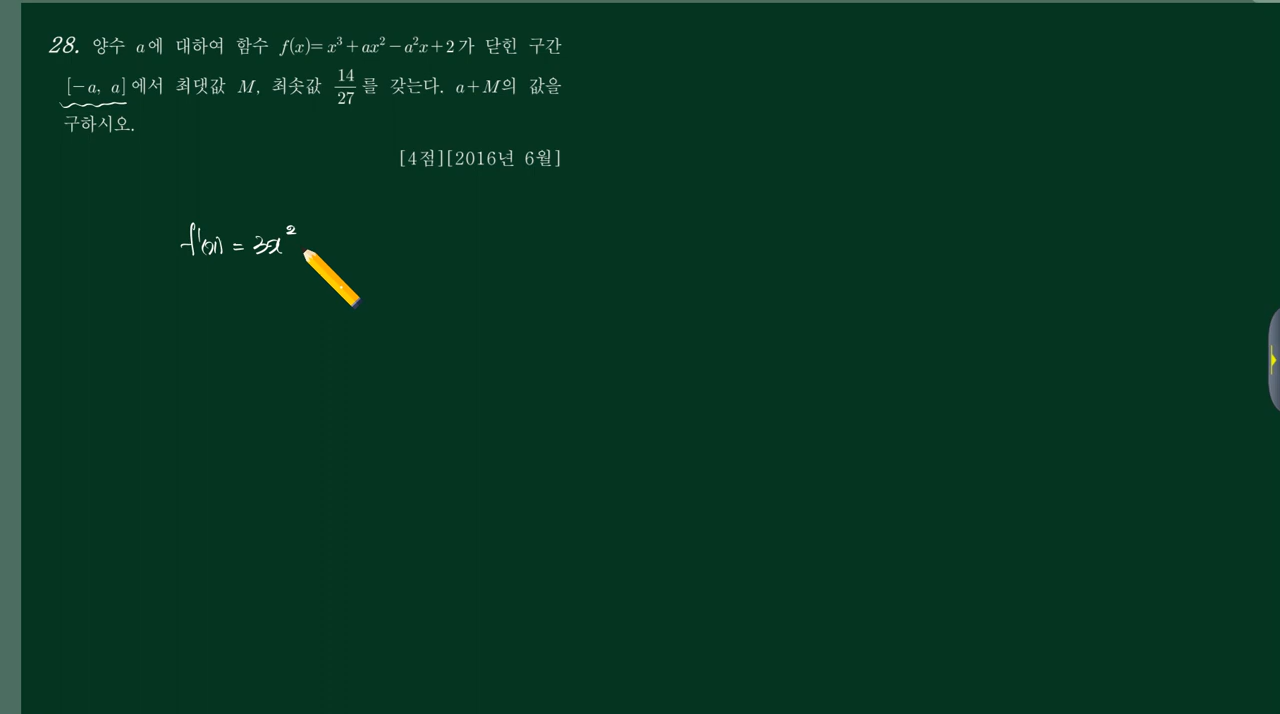 28. 양수 a에 대하여 함수 f(x)=x³+ax²-a²x+2가 닫힌 구간
[-a, a]에서 최댓값 M, 최솟값 14/27를 갖는다. a+M의 값을
구하시오.
[4점][2016년 6월]
f'(x) = 3x²